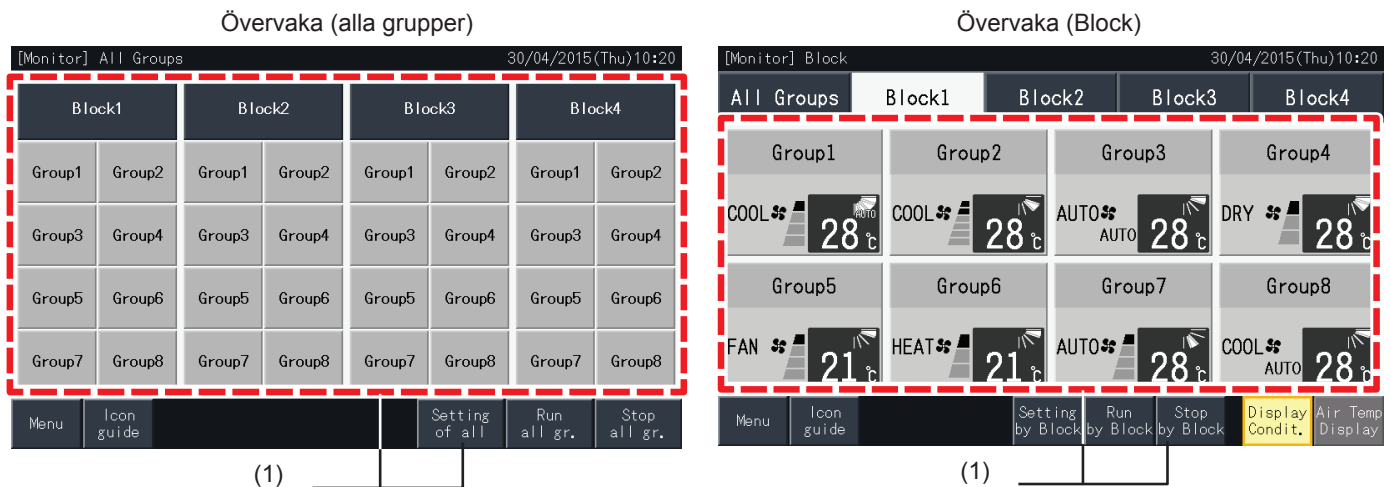 Övervaka (alla grupper)
[Monitor] All Groups 30/04/2015(Thu)10:20
Block1 Block2 Block3 Block4
Group1 Group2 Group1 Group2 Group1 Group2 Group1 Group2
Group3 Group4 Group3 Group4 Group3 Group4 Group3 Group4
Group5 Group6 Group5 Group6 Group5 Group6 Group5 Group6
Group7 Group8 Group7 Group8 Group7 Group8 Group7 Group8
Menu
Icon
guide
Setting
of all
Run
all gr.
Stop
all gr.
(1)
Övervaka (Block)
[Monitor] Block 30/04/2015(Thu)10:20
All Groups Block1 Block2 Block3 Block4
Group1 Group2 Group3 Group4
COOL AUTO 28℃
COOL 28℃
AUTO AUTO 28℃
DRY 28℃
Group5 Group6 Group7 Group8
FAN 21℃
HEAT 21℃
AUTO 28℃
COOL AUTO 28℃
Menu
Icon
guide
Setting
by Block
Run
by Block
Stop
by Block
Display
Condit.
Air Temp
Display
(1)